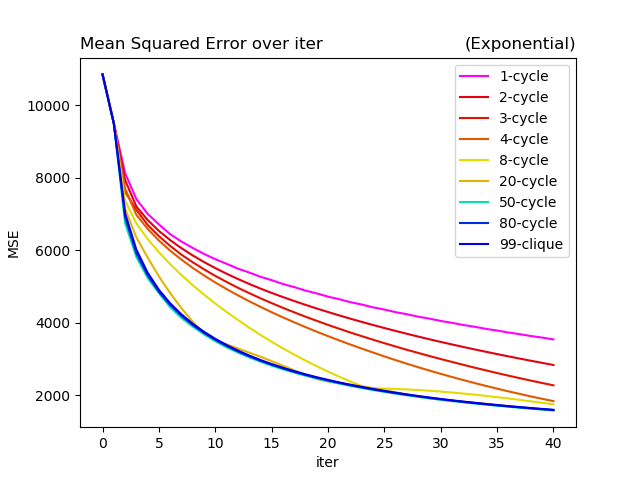 Mean Squared Error over iter (Exponential)
1-cycle
2-cycle
3-cycle
4-cycle
8-cycle
20-cycle
50-cycle
80-cycle
99-clique
10000
8000
6000
4000
2000
MSE
0 5 10 15 20 25 30 35 40
iter